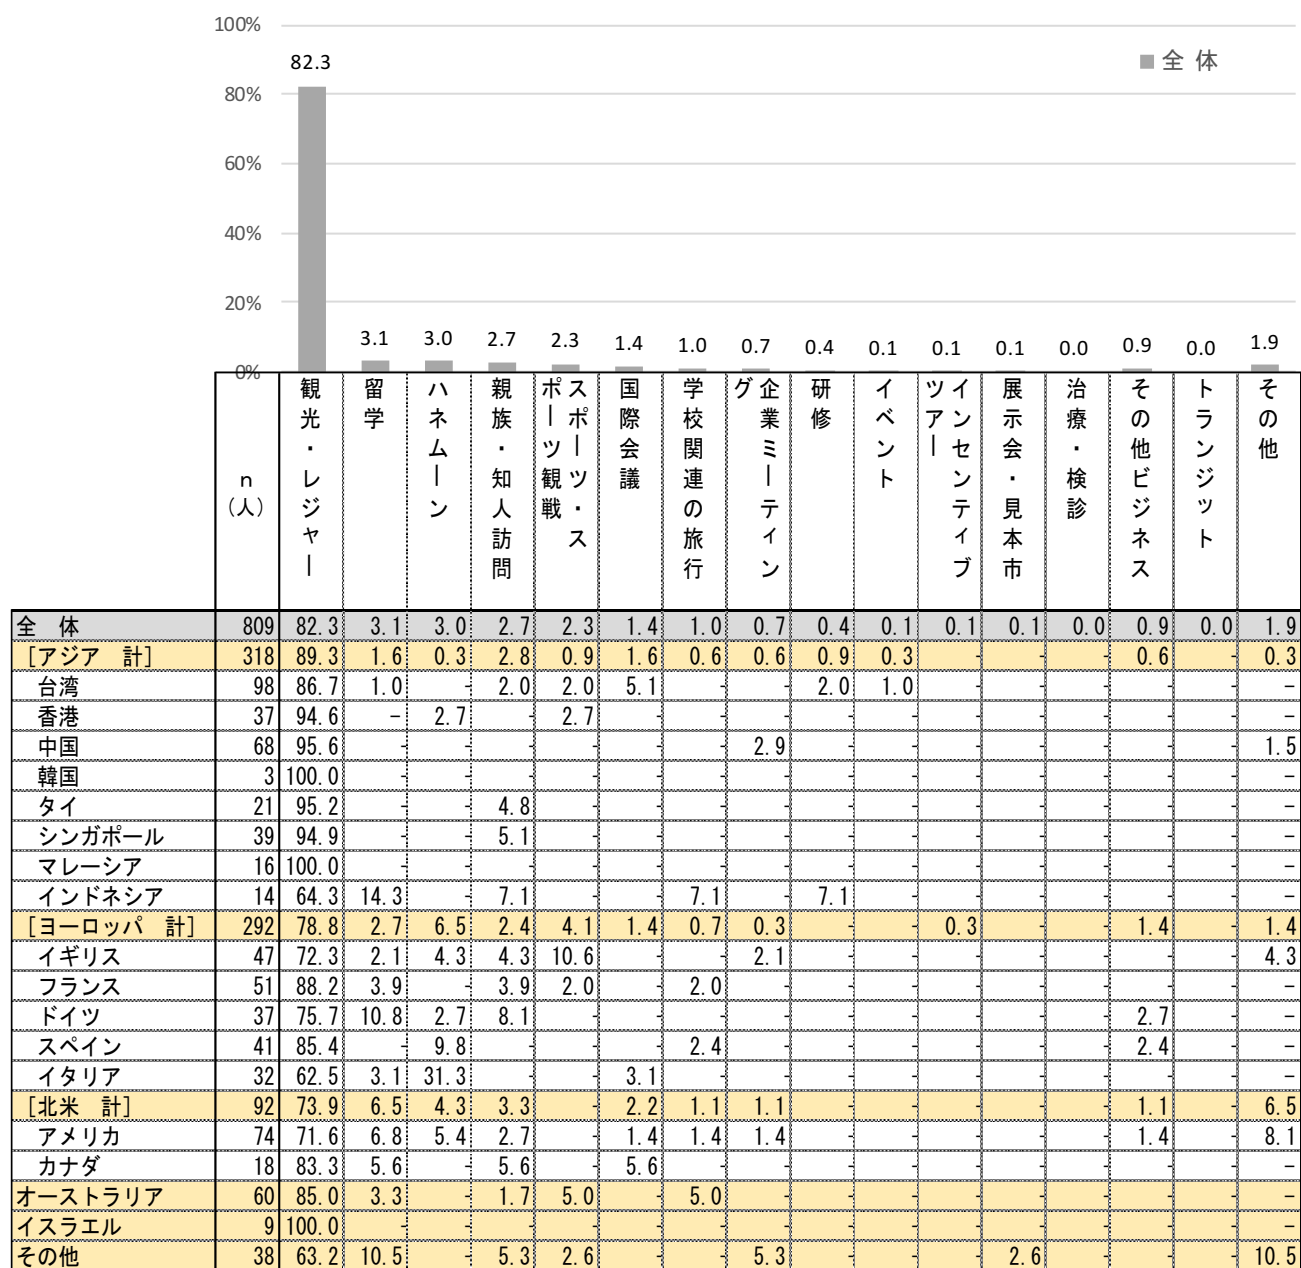 100%
82.3
全 体
80%
60%
40%
20%
3.1 3.0 2.7 2.3 1.4 1.0 0.7 0.4 0.1 0.1 0.1 0.0 0.9 0.0 1.9
0%
n
(人)
観光・レジャー
留学
ハネムーン
親族・知人訪問
スポーツ・ス
ポーツ観戦
国際会議
学校関連の旅行
企業ミーティン
グ
研修
イベント
インセンティブ
ツアー
展示会・見本市
治療・検診
その他ビジネス
トランジット
その他
全 体 809 82.3 3.1 3.0 2.7 2.3 1.4 1.0 0.7 0.4 0.1 0.1 0.1 0.0 0.9 0.0 1.9
[アジア 計] 318 89.3 1.6 0.3 2.8 0.9 1.6 0.6 0.6 0.9 0.3 - - - 0.6 - 0.3
台湾 98 86.7 1.0 - 2.0 2.0 5.1 - - 2.0 1.0 - - - - - -
香港 37 94.6 - 2.7 - 2.7 - - - - - - - - - - -
中国 68 95.6 - - - - - - 2.9 - - - - - - - 1.5
韓国 3 100.0 - - - - - - - - - - - - - - -
タイ 21 95.2 - - 4.8 - - - - - - - - - - - -
シンガポール 39 94.9 - - 5.1 - - - - - - - - - - - -
マレーシア 16 100.0 - - - - - - - - - - - - - - -
インドネシア 14 64.3 14.3 - 7.1 - - 7.1 - 7.1 - - - - - - -
[ヨーロッパ 計] 292 78.8 2.7 6.5 2.4 4.1 1.4 0.7 0.3 - - 0.3 - - 1.4 - 1.4
イギリス 47 72.3 2.1 4.3 4.3 10.6 - - 2.1 - - - - - - - 4.3
フランス 51 88.2 3.9 - 3.9 2.0 - 2.0 - - - - - - - - -
ドイツ 37 75.7 10.8 2.7 8.1 - - - - - - - - - 2.7 - -
スペイン 41 85.4 - 9.8 - - - 2.4 - - - - - - 2.4 - -
イタリア 32 62.5 3.1 31.3 - - 3.1 - - - - - - - - - -
[北米 計] 92 73.9 6.5 4.3 3.3 - 2.2 1.1 1.1 - - - - - 1.1 - 6.5
アメリカ 74 71.6 6.8 5.4 2.7 - 1.4 1.4 1.4 - - - - - 1.4 - 8.1
カナダ 18 83.3 5.6 - 5.6 - 5.6 - - - - - - - - - -
オーストラリア 60 85.0 3.3 - 1.7 5.0 - 5.0 - - - - - - - - -
イスラエル 9 100.0 - - - - - - - - - - - - - - -
その他 38 63.2 10.5 - 5.3 2.6 - - 5.3 - - - 2.6 - - - 10.5